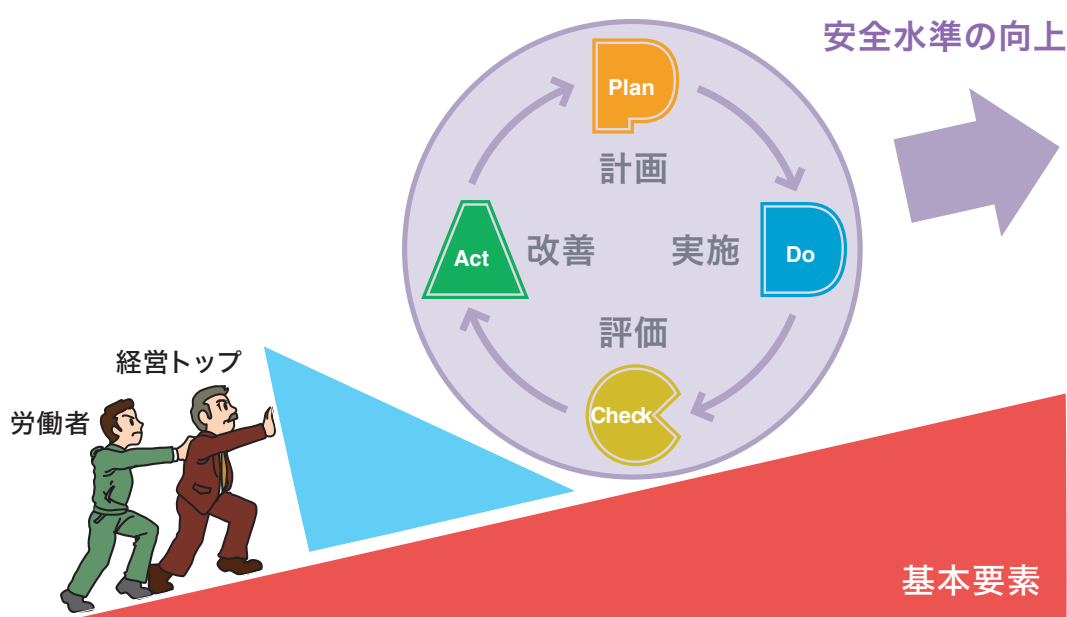 安全水準の向上
Plan
計画
Act
改善
実施
Do
評価
Check
経営トップ
労働者
基本要素